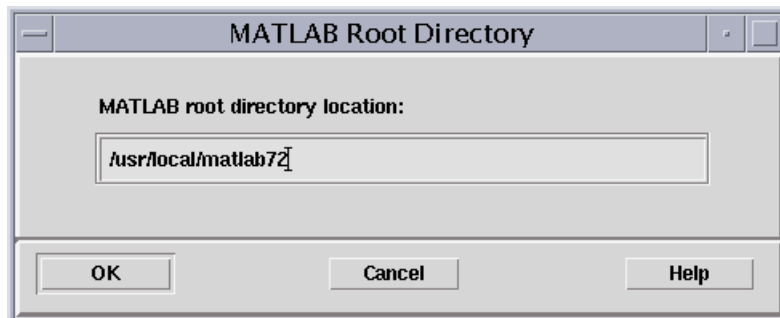 MATLAB Root Directory
MATLAB root directory location:
/usr/local/matlab72
OK Cancel Help